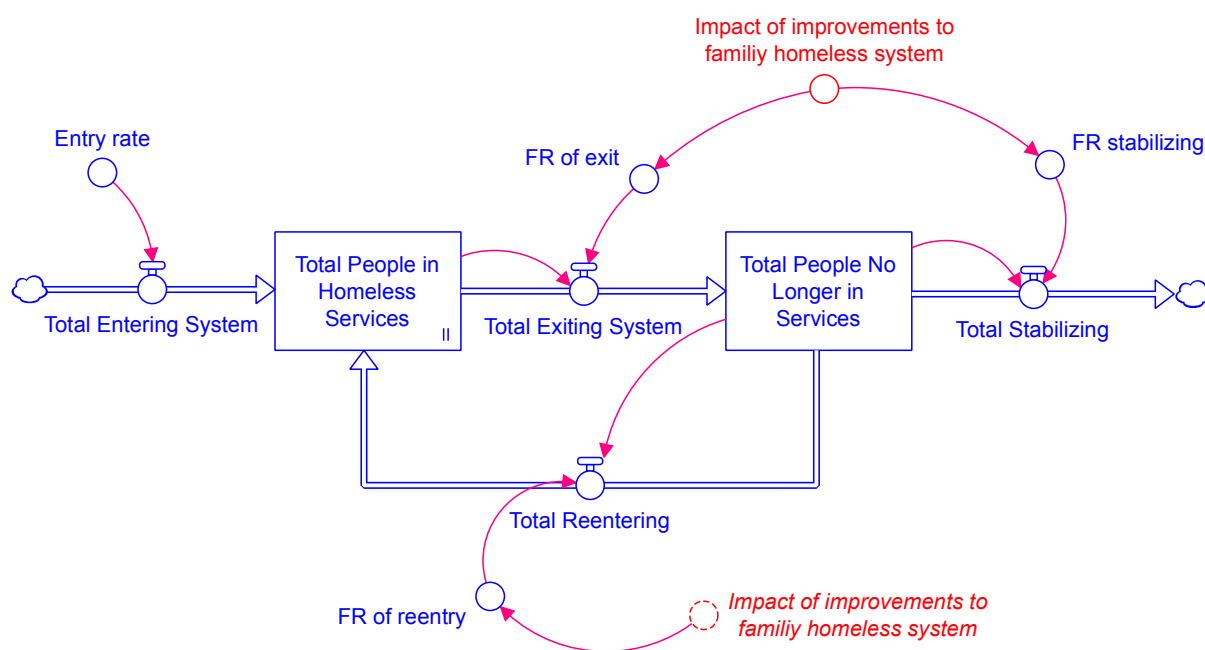 Impact of improvements to
familiy homeless system
Entry rate
FR of exit
FR stabilizing
Total People in
Homeless
Services
Total People No
Longer in
Services
Total Entering System
Total Exiting System
Total Stabilizing
Total Reentering
FR of reentry
Impact of improvements to
familiy homeless system